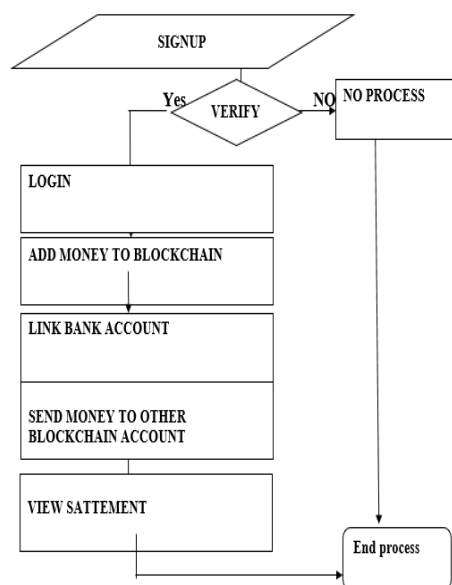 SIGNUP
Yes
VERIFY
NO
NO PROCESS
LOGIN
ADD MONEY TO BLOCKCHAIN
LINK BANK ACCOUNT
SEND MONEY TO OTHER
BLOCKCHAIN ACCOUNT
VIEW SATTEMENT
End process